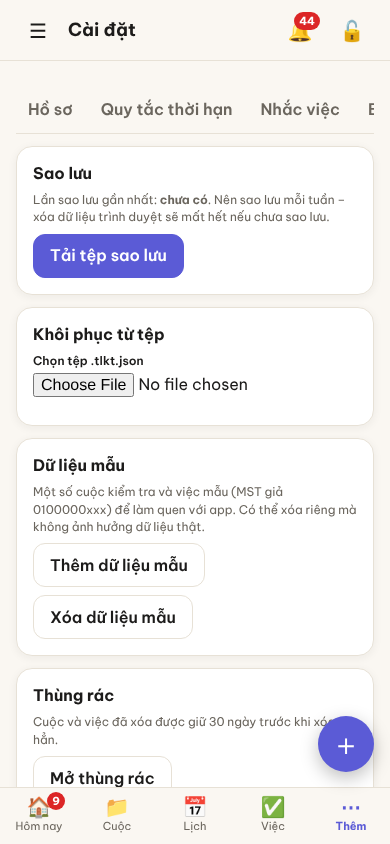 ☰ Cài đặt 44
Hồ sơ Quy tắc thời hạn Nhắc việc
Sao lưu
Lần sao lưu gần nhất: chưa có. Nên sao lưu mỗi tuần –
xóa dữ liệu trình duyệt sẽ mất hết nếu chưa sao lưu.
Tải tệp sao lưu
Khôi phục từ tệp
Chọn tệp .tlkt.json
Choose File No file chosen
Dữ liệu mẫu
Một số cuộc kiểm tra và việc mẫu (MST giả
0100000xxx) để làm quen với app. Có thể xóa riêng mà
không ảnh hưởng dữ liệu thật.
Thêm dữ liệu mẫu
Xóa dữ liệu mẫu
Thùng rác
Cuộc và việc đã xóa được giữ 30 ngày trước khi
hẳn.
Mở thùng rác
+
9
Hôm nay Cuộc Lịch Việc Thêm